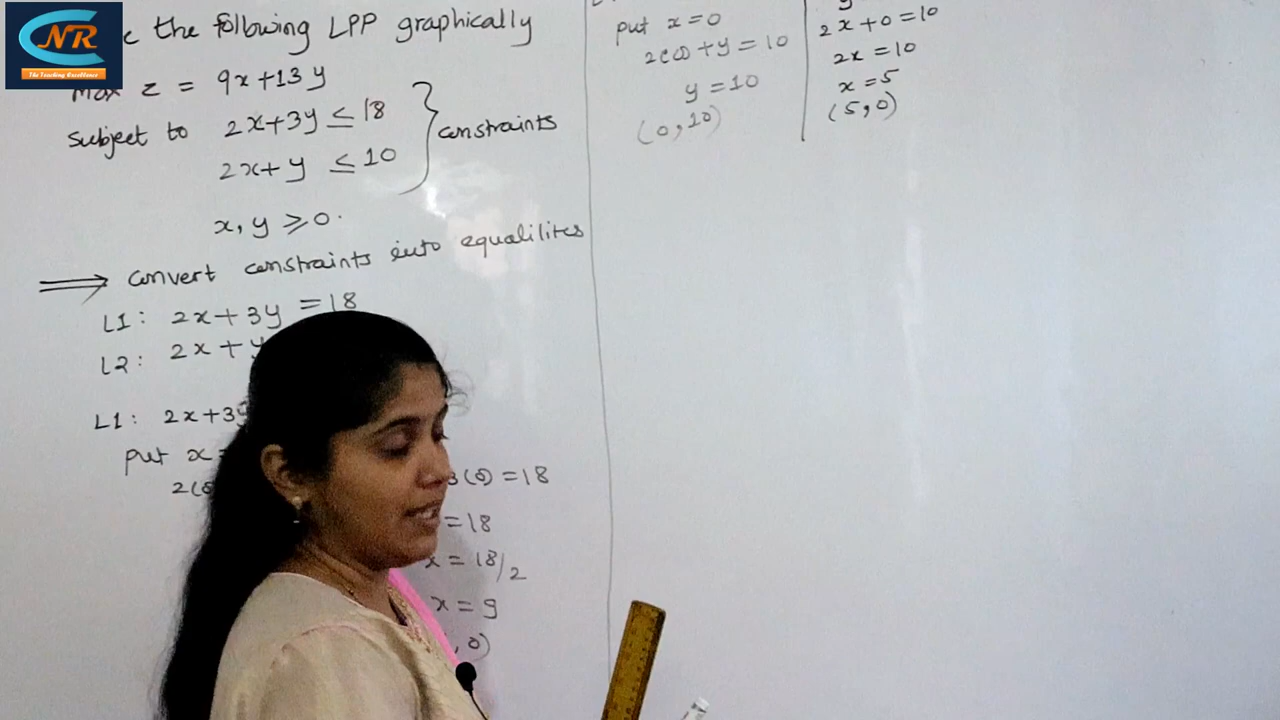 CNR
The Teaching Excellence
the following LPP graphically
Max z = 9x+13y
subject to 2x+3y ≤ 18
2x+y ≤ 10
} constraints
x, y ≥ 0.
⟹ convert constraints into equalilites
L1: 2x+3y = 18
L2: 2x+y
L1: 2x+3y
put x=
2(0
3(0) = 18
= 18
x = 18/2
x = 9
, 0)
put x=0
2(0)+y = 10
y = 10
(0,10)
2x+0=10
2x = 10
x = 5
(5,0)